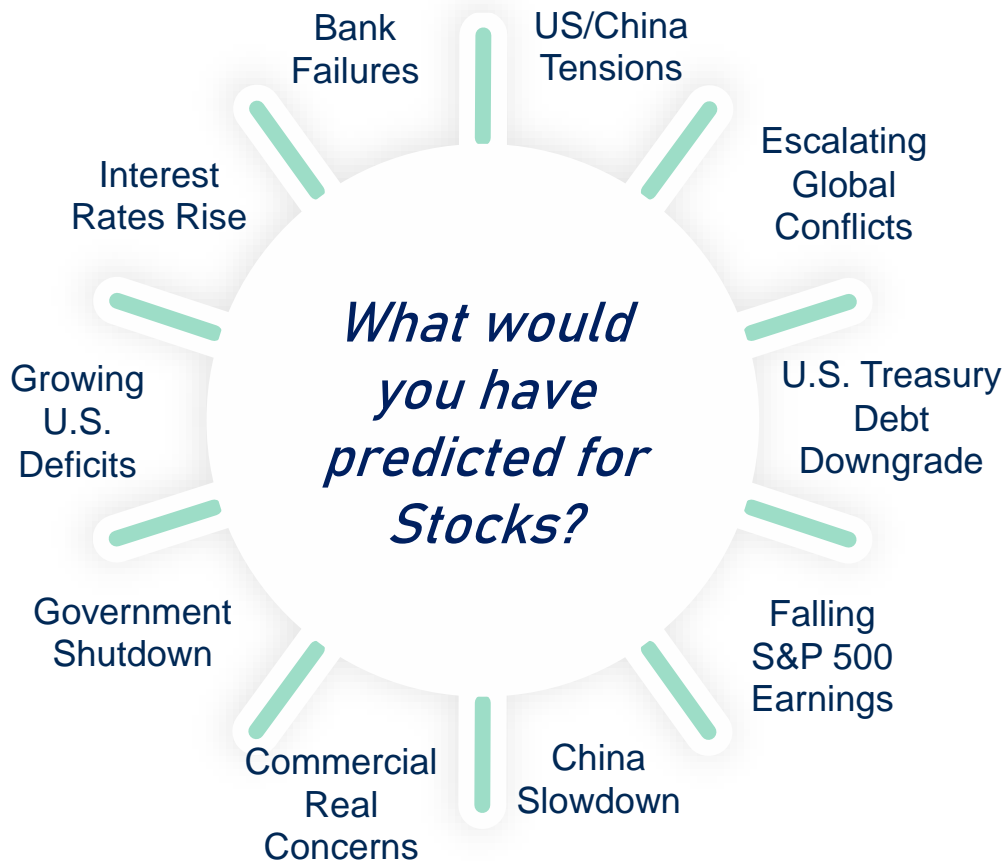 Bank
Failures
US/China
Tensions
Escalating
Global
Conflicts
U.S. Treasury
Debt
Downgrade
Falling
S&P 500
Earnings
China
Slowdown
Commercial
Real
Concerns
Government
Shutdown
Growing
U.S.
Deficits
Interest
Rates Rise
What would
you have
predicted for
Stocks?